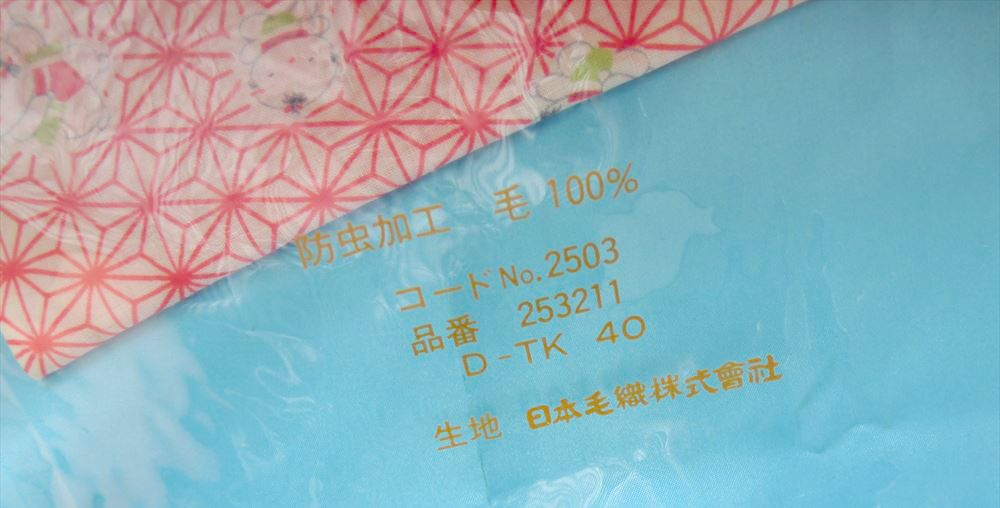 防虫加工 毛 100%
コードNo.2503
品番 253211
D-TK 40
生地 日本毛織株式會社